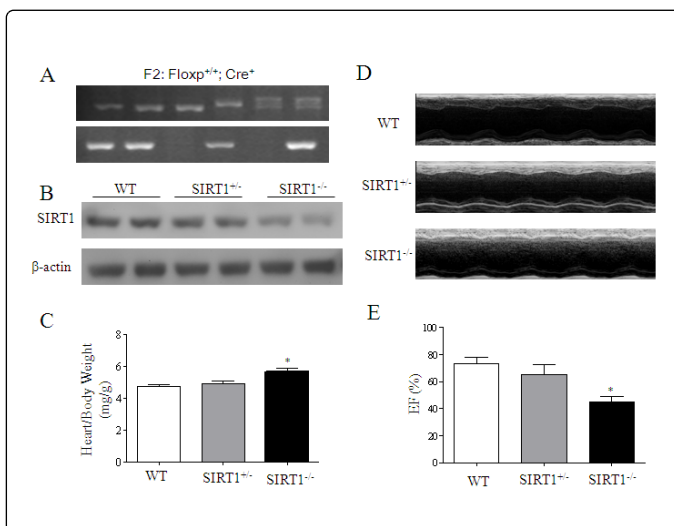 A
F2: Floxp+/+; Cre+
B
WT SIRT1+/- SIRT1-/-
SIRT1
β-actin
C
Heart/Body Weight
(mg/g)
8
6
4
2
0
*
WT SIRT1+/- SIRT1-/-
D
WT
SIRT1+/-
SIRT1-/-
E
EF (%)
100
80
60
40
20
0
*
WT SIRT1+/- SIRT1-/-